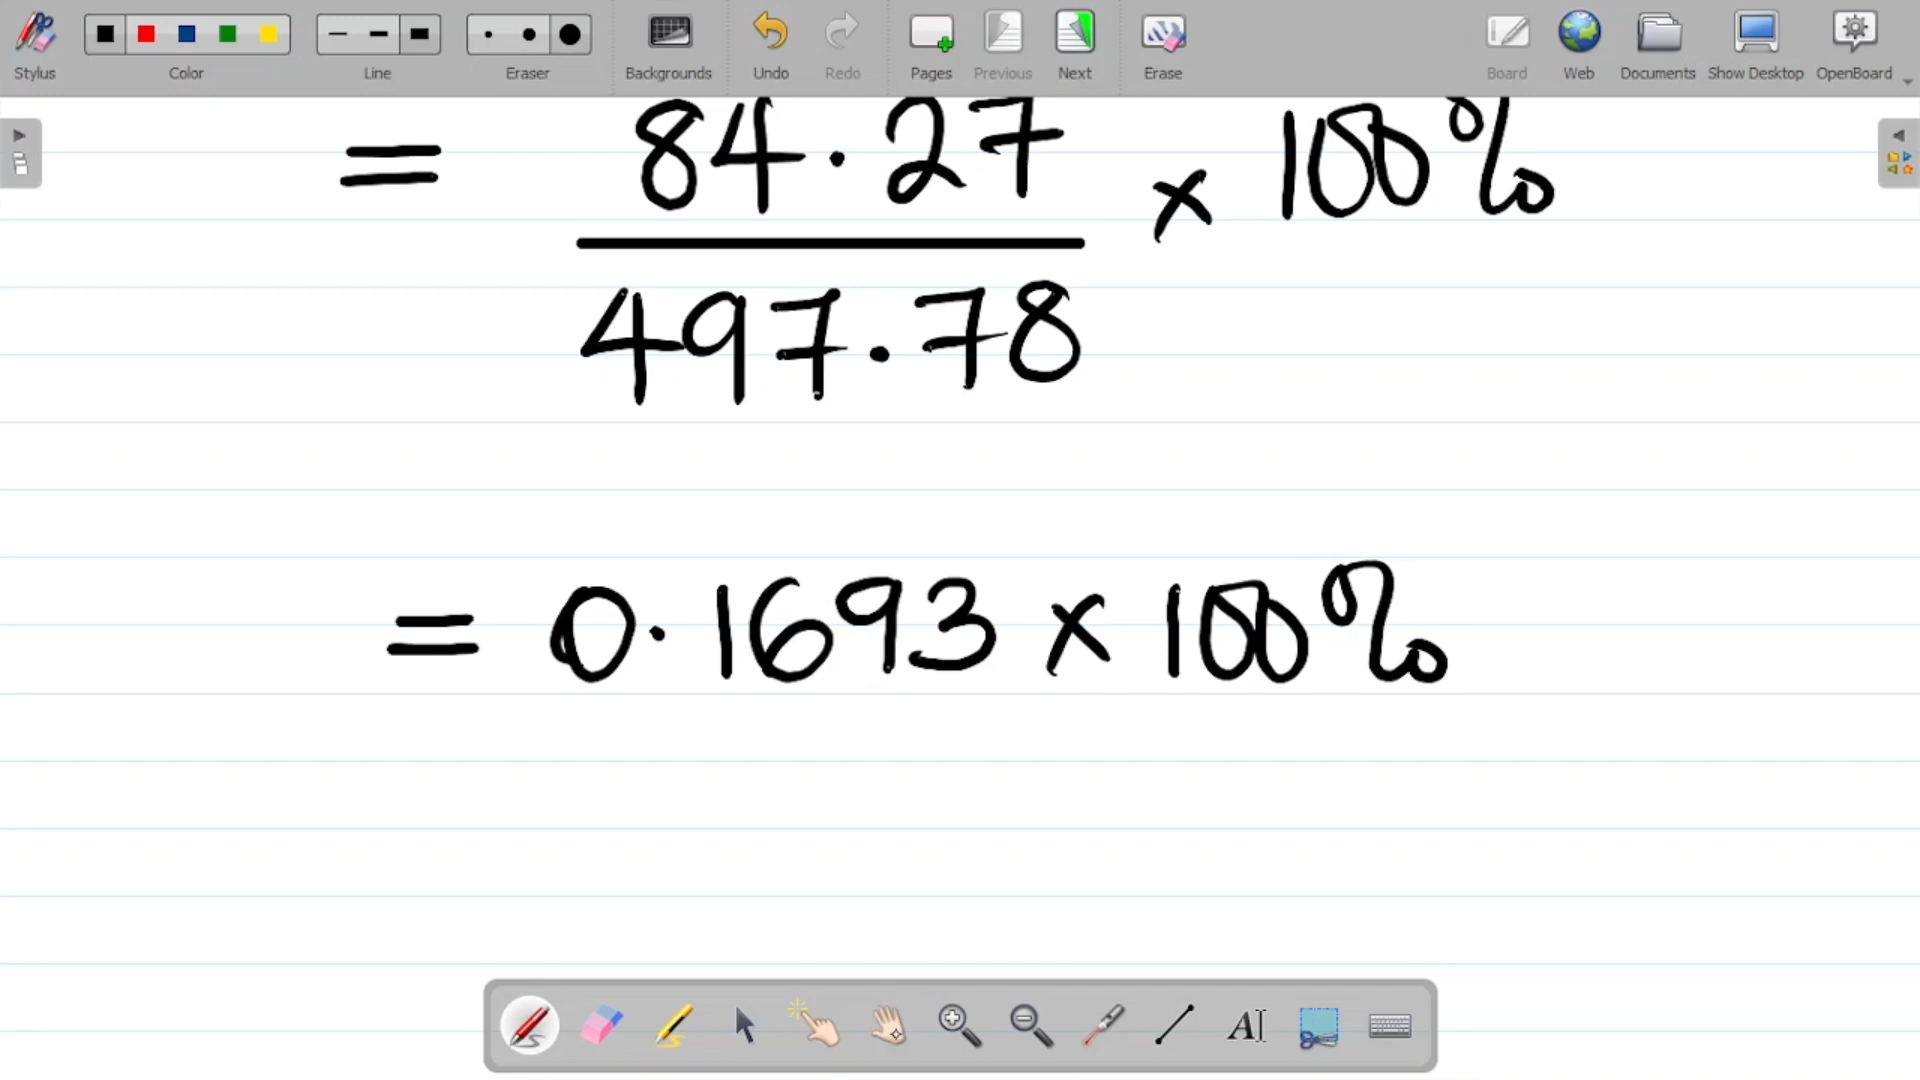 Stylus Color Line Eraser Backgrounds Undo Redo Pages Previous Next Erase Board Web Documents Show Desktop OpenBoard
= 84.27 × 100%
497.78
= 0.1693 × 100%
A